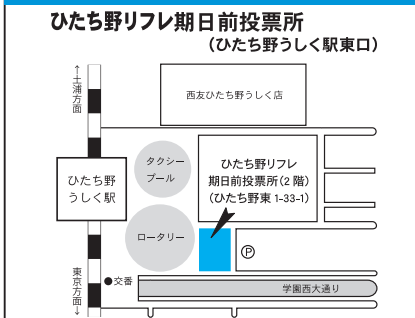 ひたち野リフレ期日前投票所
(ひたち野うしく駅東口)
←土浦方面
西友ひたち野うしく店
タクシー
プール
ひたち野リフレ
期日前投票所(2階)
(ひたち野東1-33-1)
ひたち野
うしく駅
ロータリー
P
東京方面→
●交番
学園西大通り